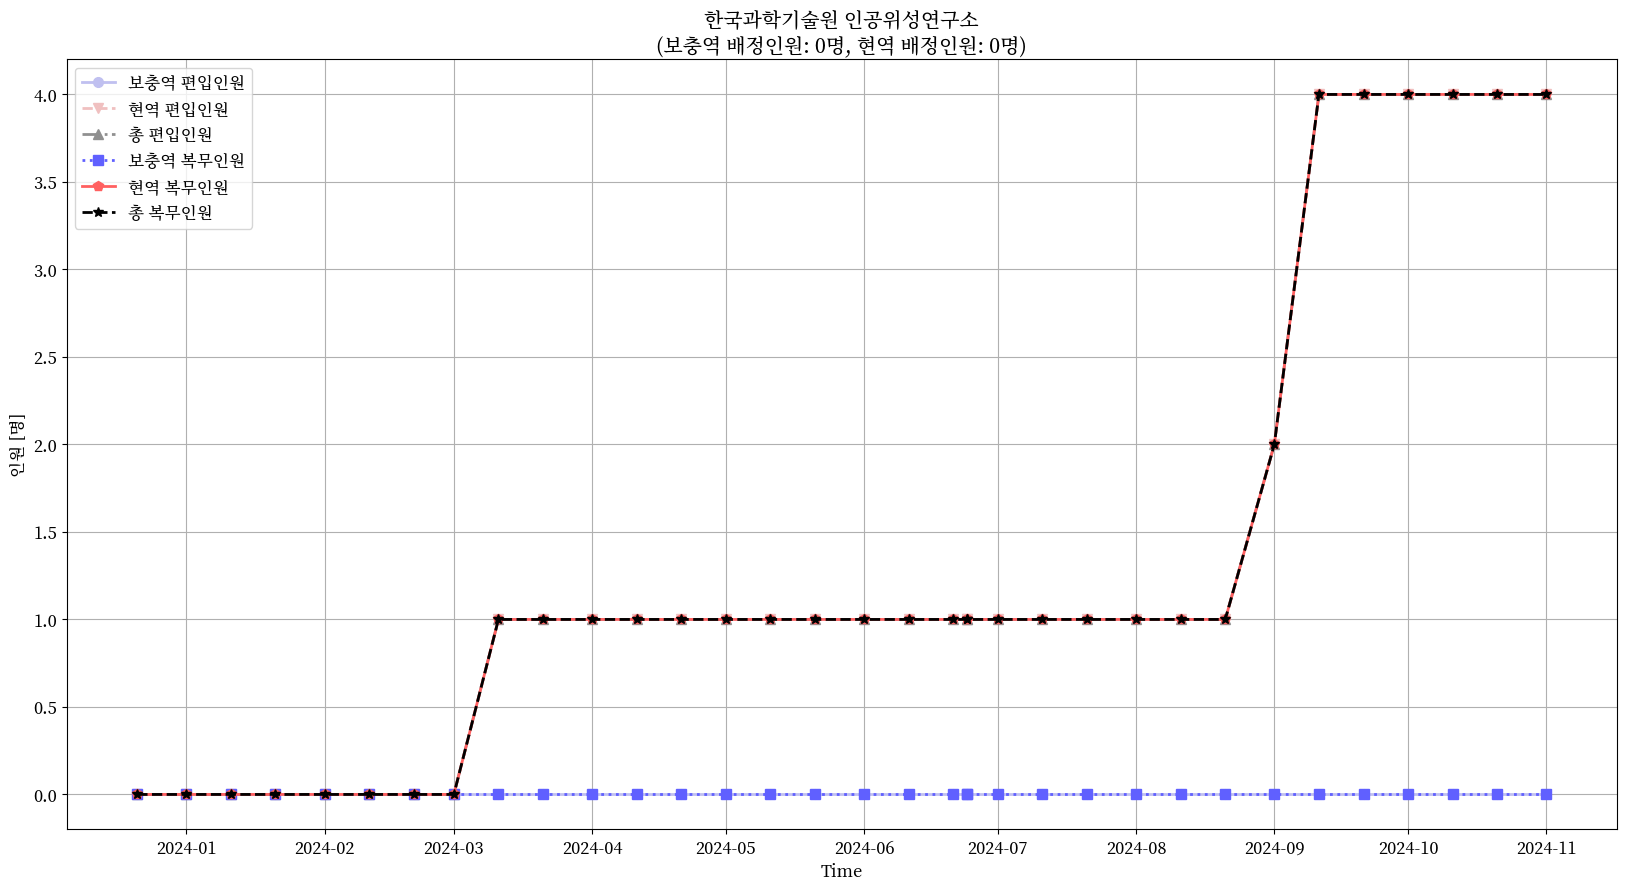 한국과학기술원 인공위성연구소
(보충역 배정인원: 0명, 현역 배정인원: 0명)
보충역 편입인원
현역 편입인원
총 편입인원
보충역 복무인원
현역 복무인원
총 복무인원
4.0
3.5
3.0
2.5
2.0
1.5
1.0
0.5
0.0
인원 [명]
2024-01 2024-02 2024-03 2024-04 2024-05 2024-06 2024-07 2024-08 2024-09 2024-10 2024-11
Time